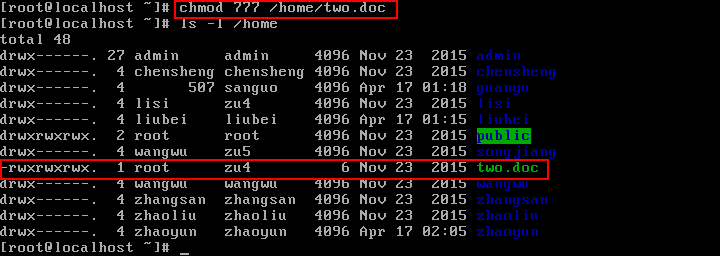 [root@localhost ~]# chmod 777 /home/two.doc
[root@localhost ~]# ls -l /home
total 48
drwx------. 27 admin     admin     4096 Nov 23  2015 admin
drwx------.  4 chensheng chensheng 4096 Nov 23  2015 chensheng
drwx------.  4       507 sanguo    4096 Apr 17 01:18 guanyu
drwx------.  4 lisi      zu4       4096 Nov 23  2015 lisi
drwx------.  4 liubei    liubei    4096 Apr 17 01:15 liubei
drwxrwxrwx.  2 root      root      4096 Nov 23  2015 public
drwx------.  4 wangwu    zu5       4096 Nov 23  2015 songjiang
-rwxrwxrwx.  1 root      zu4          6 Nov 23  2015 two.doc
drwx------.  4 wangwu    wangwu    4096 Nov 23  2015 wangwu
drwx------.  4 zhangsan  zhangsan  4096 Nov 23  2015 zhangsan
drwx------.  4 zhaoliu   zhaoliu   4096 Nov 23  2015 zhaoliu
drwx------.  4 zhaoyun   zhaoyun   4096 Apr 17 02:05 zhaoyun
[root@localhost ~]# _